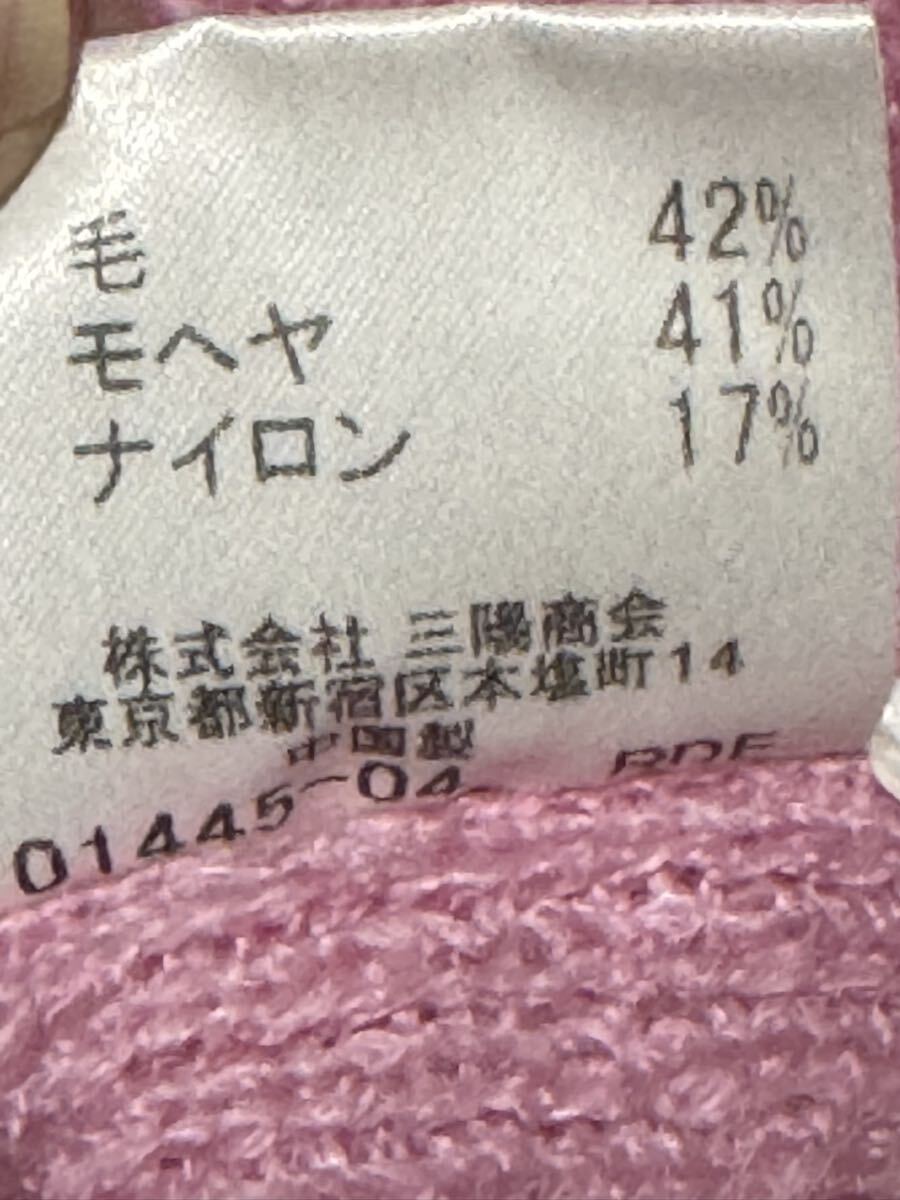 毛 42%
モヘヤ 41%
ナイロン 17%
株式会社 三陽商会
東京都新宿区本塩町14
中国製
01445-04